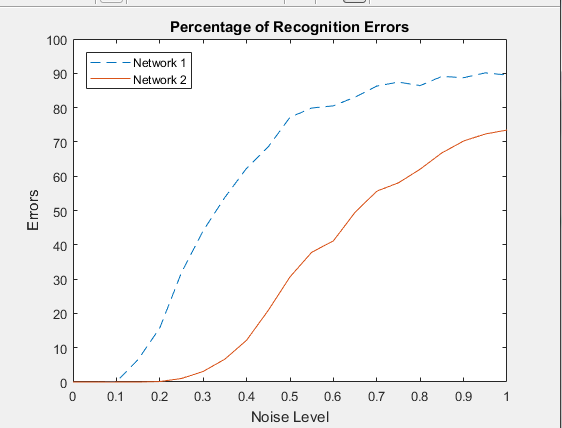 Percentage of Recognition Errors
100
90
80
70
60
50
40
30
20
10
0
Errors
Network 1
Network 2
0 0.1 0.2 0.3 0.4 0.5 0.6 0.7 0.8 0.9 1
Noise Level